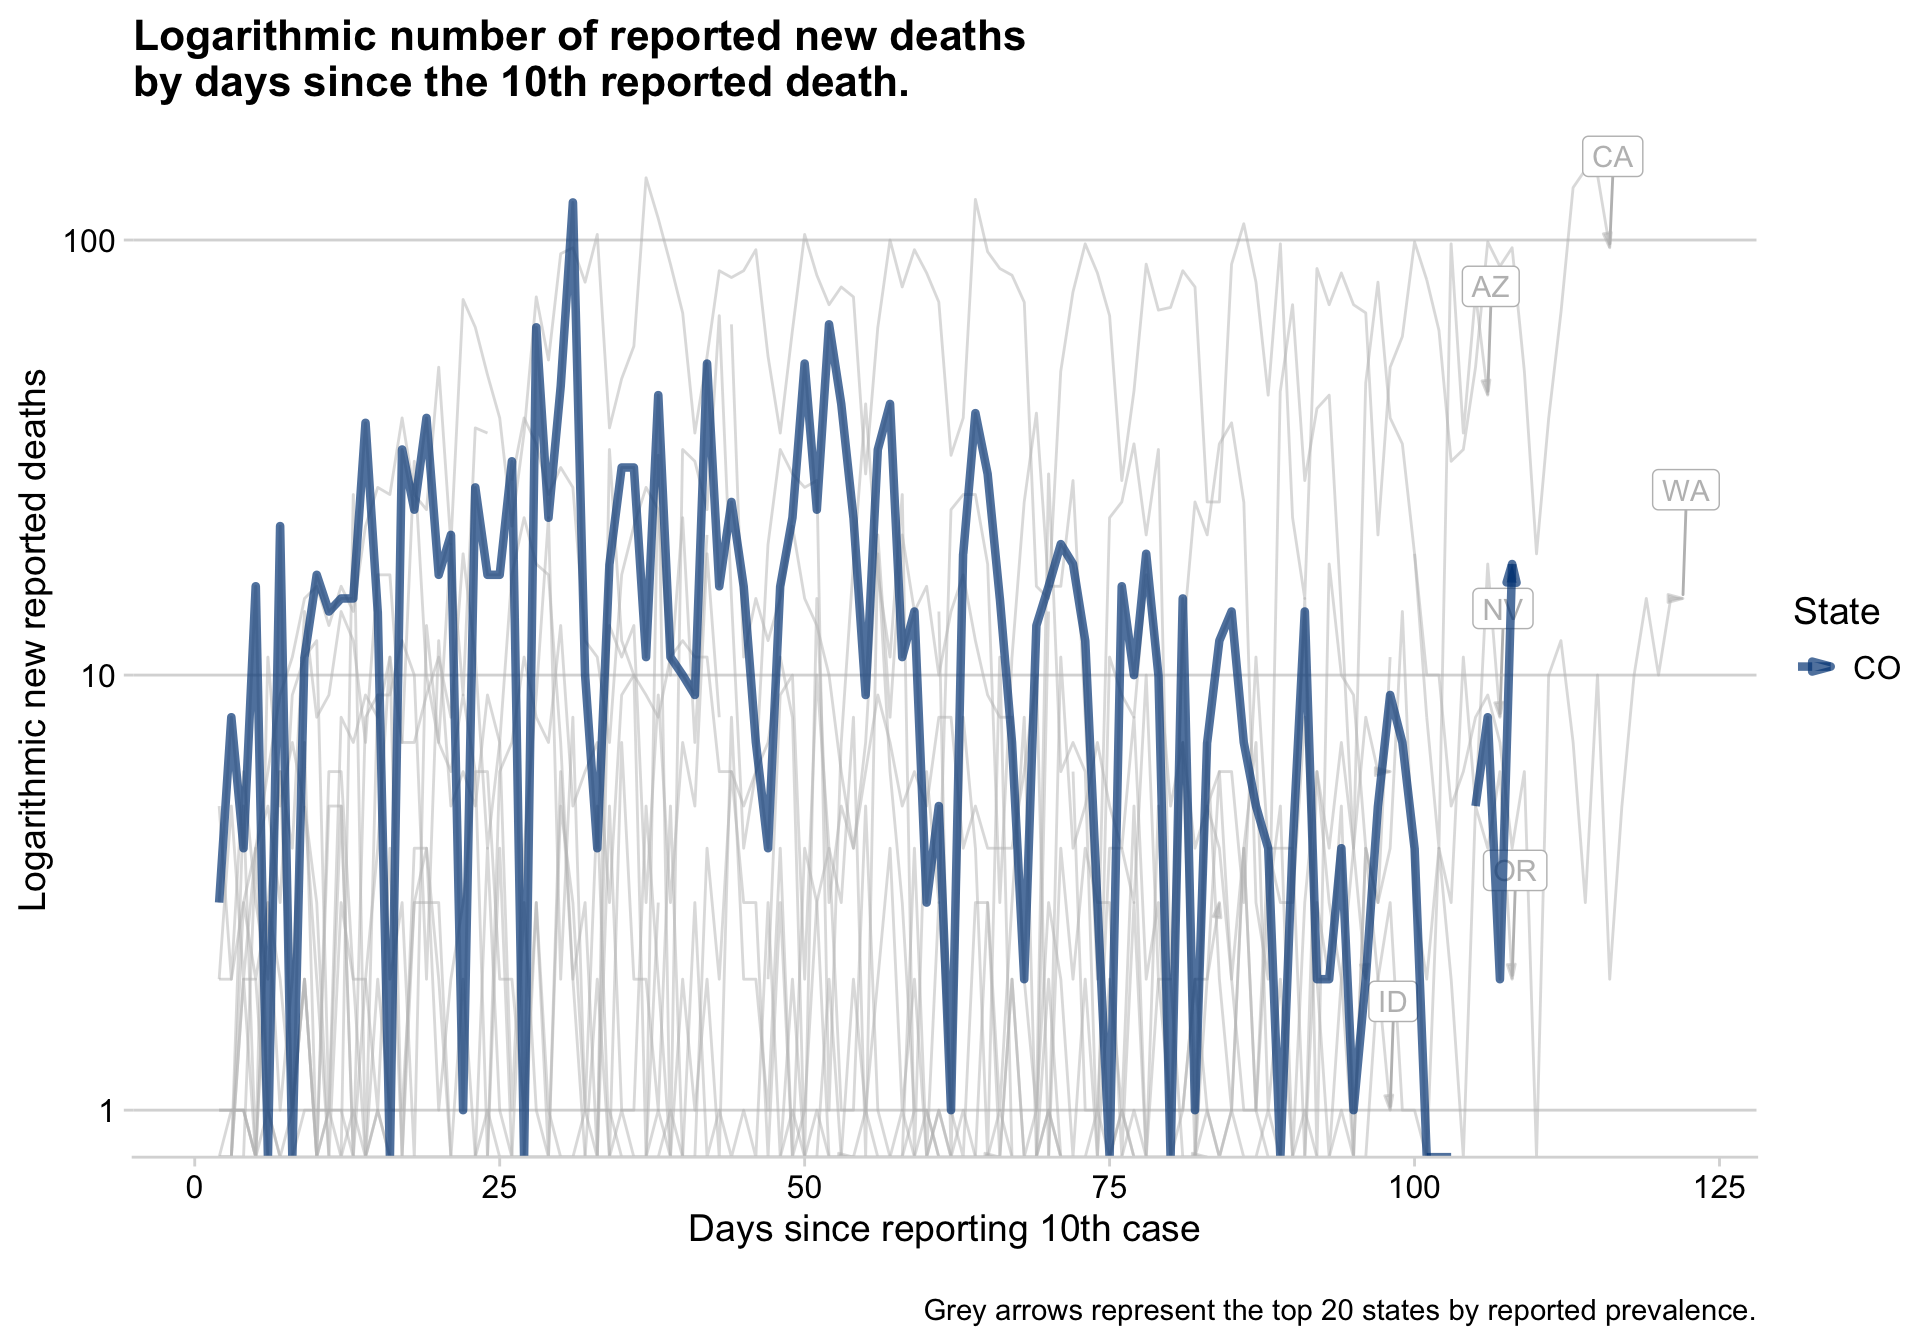 Logarithmic number of reported new deaths
by days since the 10th reported death.
CA
100
AZ
WA
NV
State
CO
10
OR
ID
1
0 25 50 75 100 125
Logarithmic new reported deaths
Days since reporting 10th case
Grey arrows represent the top 20 states by reported prevalence.